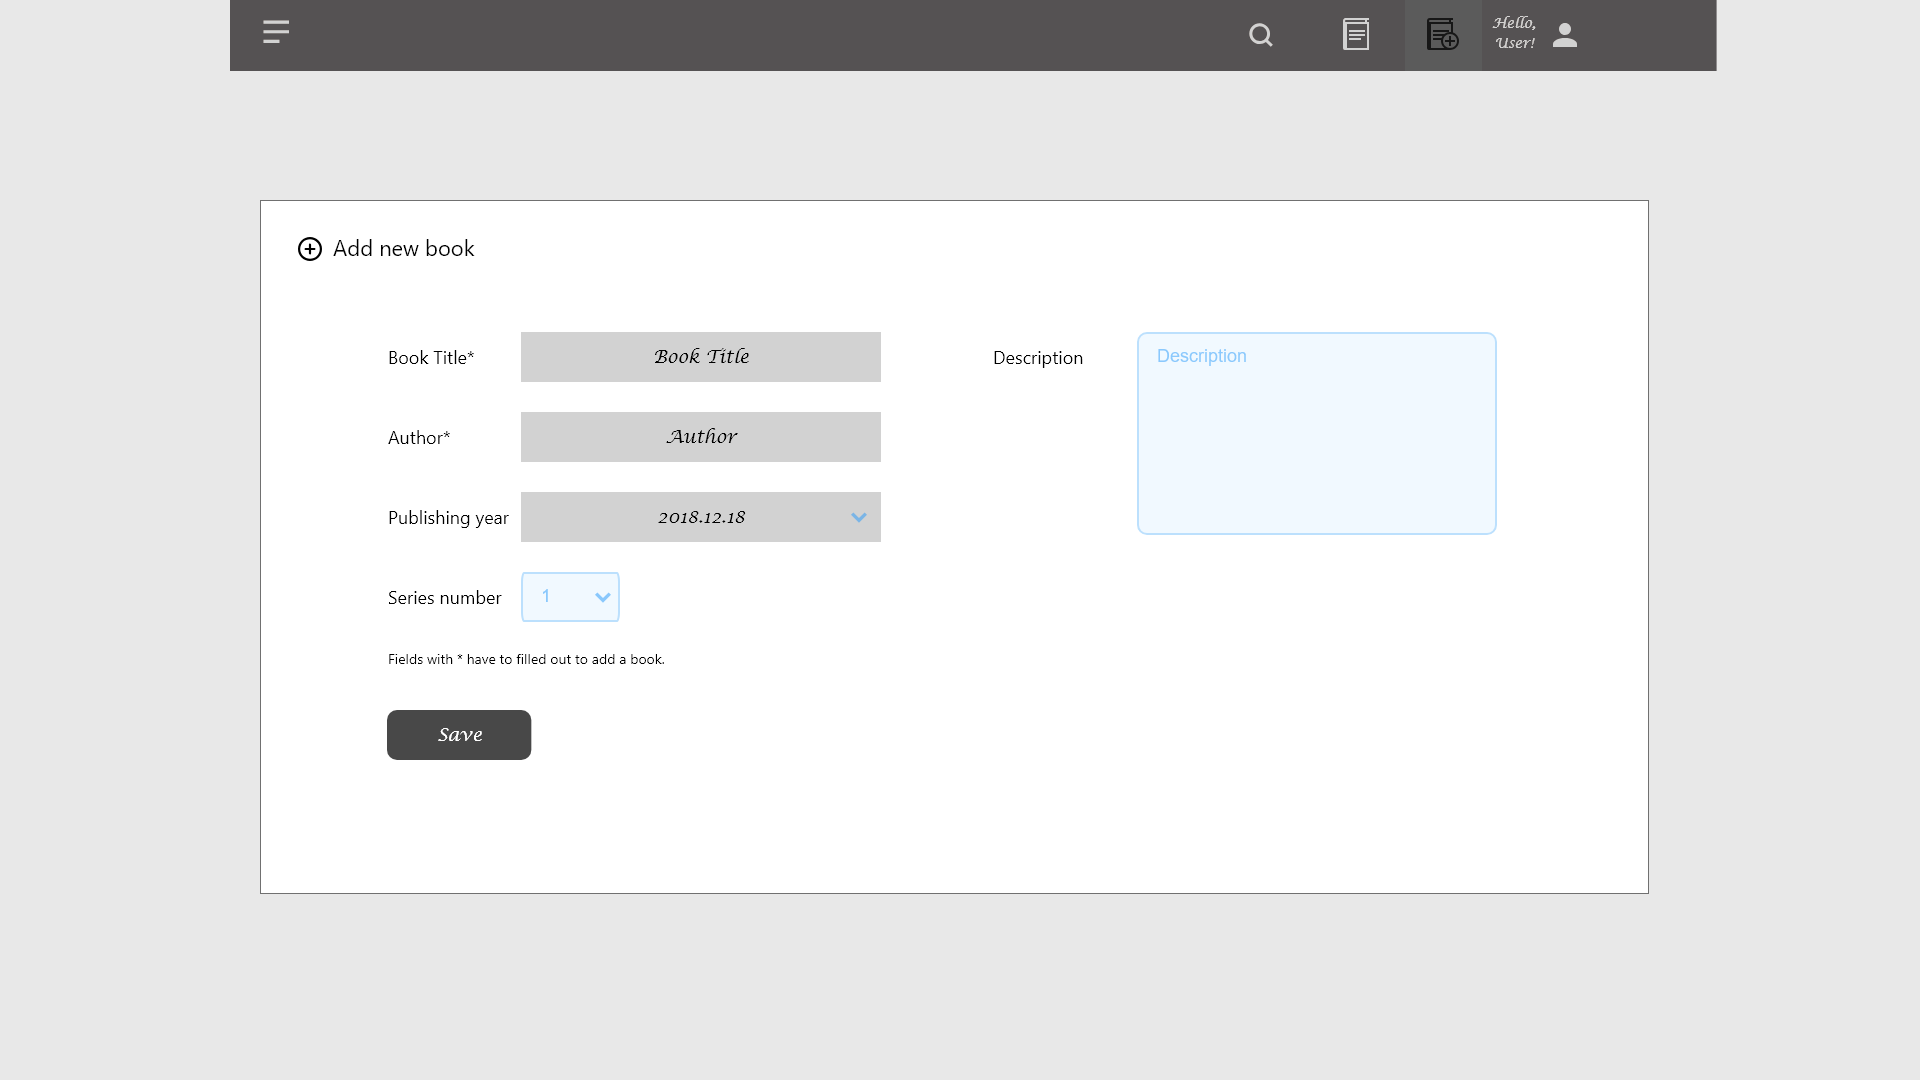 Hello,
User!
Add new book
Book Title*
Book Title
Author*
Author
Publishing year
2018.12.18
Series number
1
Fields with * have to filled out to add a book.
Save
Description
Description